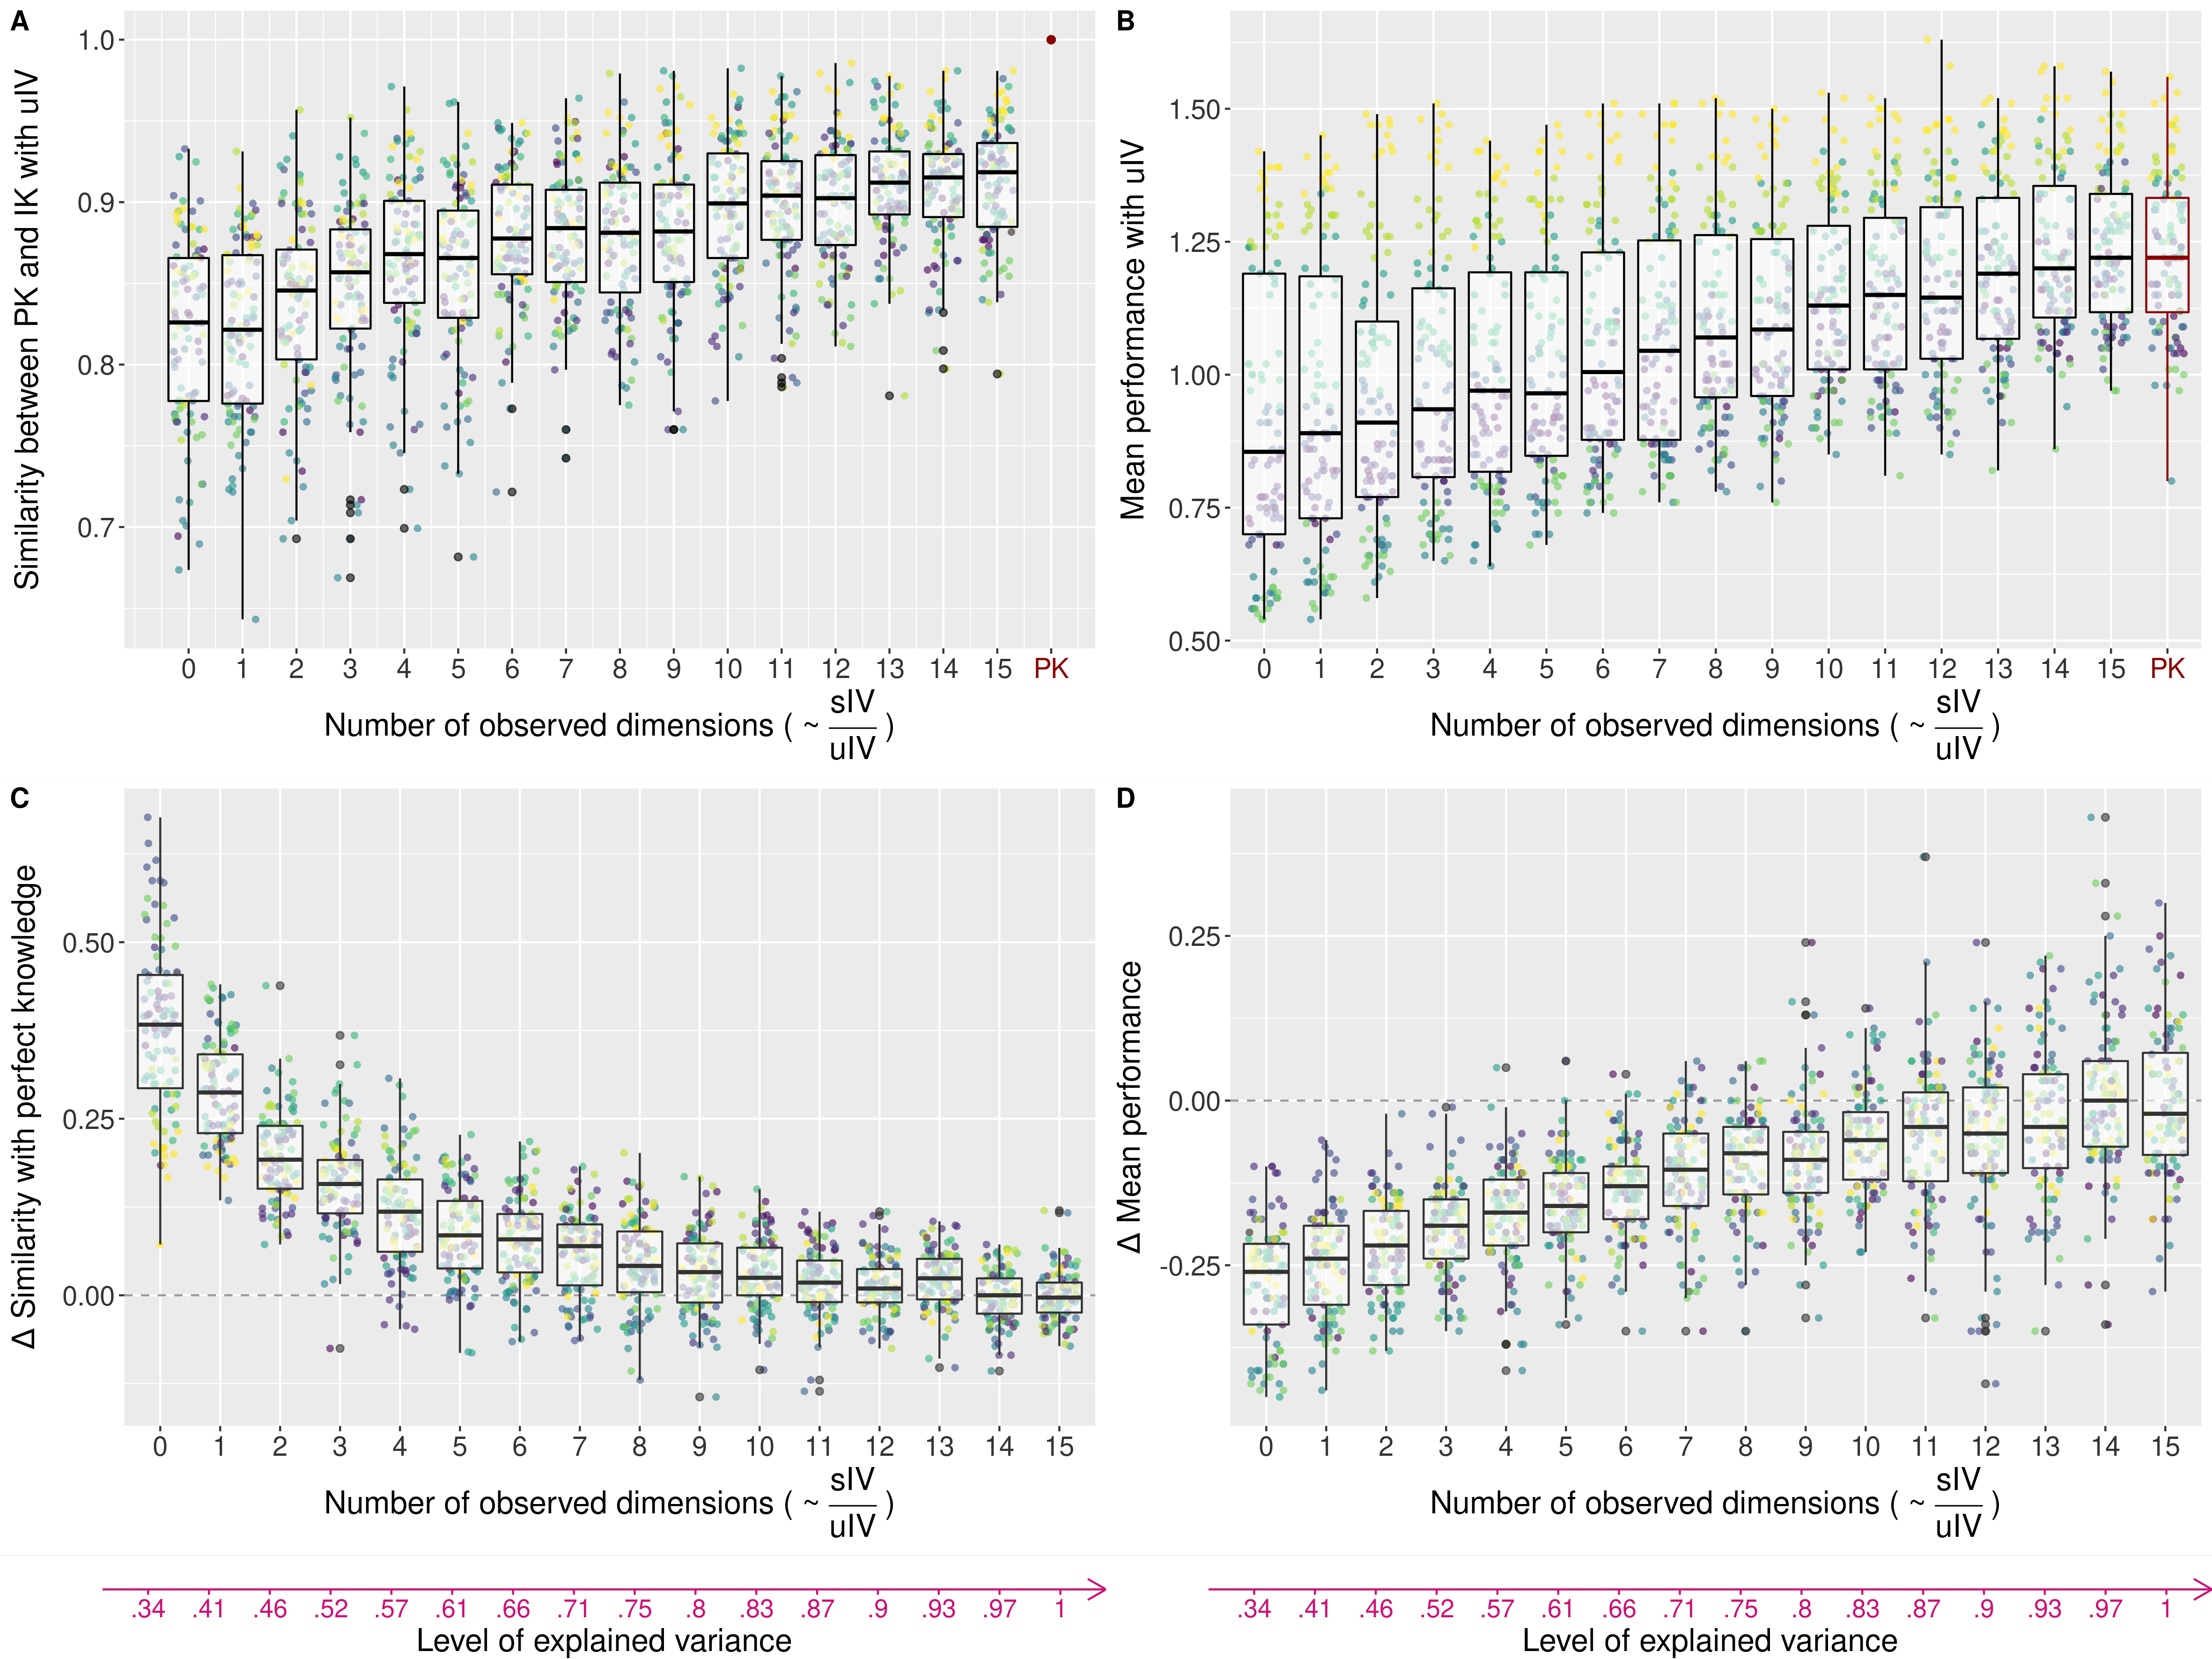 A
Similarity between PK and IK with uIV
1.0
0.9
0.8
0.7
0 1 2 3 4 5 6 7 8 9 10 11 12 13 14 15 PK
Number of observed dimensions ( ~ sIV
uIV )
B
Mean performance with uIV
1.50
1.25
1.00
0.75
0.50
0 1 2 3 4 5 6 7 8 9 10 11 12 13 14 15 PK
Number of observed dimensions ( ~ sIV
uIV )
C
Δ Similarity with perfect knowledge
0.50
0.25
0.00
0 1 2 3 4 5 6 7 8 9 10 11 12 13 14 15
Number of observed dimensions ( ~ sIV
uIV )
D
Δ Mean performance
0.25
0.00
-0.25
0 1 2 3 4 5 6 7 8 9 10 11 12 13 14 15
Number of observed dimensions ( ~ sIV
uIV )
.34 .41 .46 .52 .57 .61 .66 .71 .75 .8 .83 .87 .9 .93 .97 1
Level of explained variance
.34 .41 .46 .52 .57 .61 .66 .71 .75 .8 .83 .87 .9 .93 .97 1
Level of explained variance